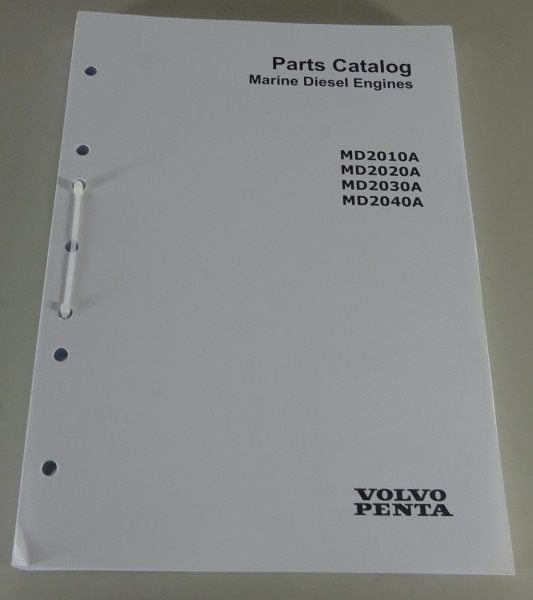 Parts Catalog
Marine Diesel Engines
MD2010A
MD2020A
MD2030A
MD2040A
VOLVO
PENTA